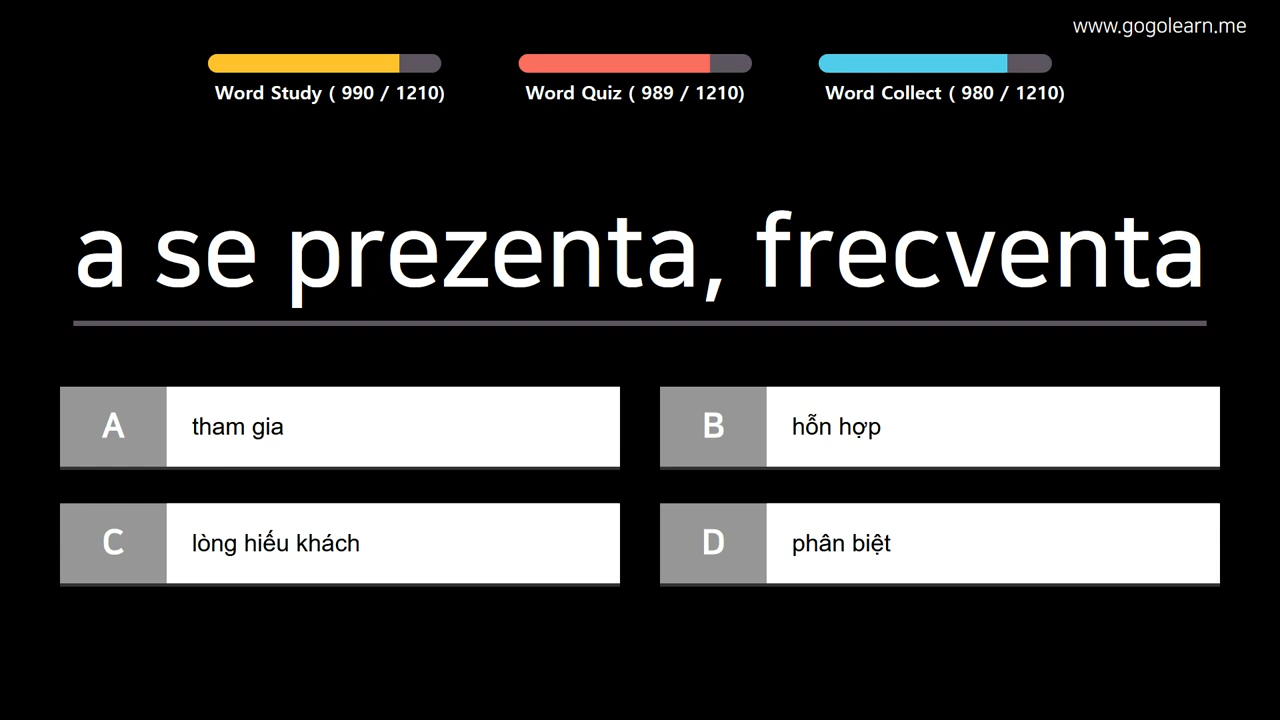 www.gogolearn.me
Word Study ( 990 / 1210)
Word Quiz ( 989 / 1210)
Word Collect ( 980 / 1210)
a se prezenta, frecventa
A
tham gia
B
hỗn hợp
C
lòng hiếu khách
D
phân biệt